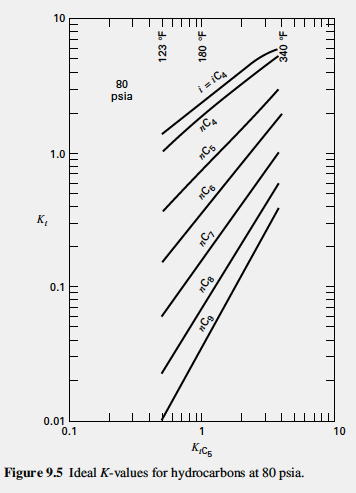 10
123 °F
180 °F
340 °F
80
psia
i = iC4
nC4
1.0
nC5
nC6
Ki
nC7
0.1
nC8
nC9
0.01
0.1
1
10
KiC5
Figure 9.5 Ideal K-values for hydrocarbons at 80 psia.